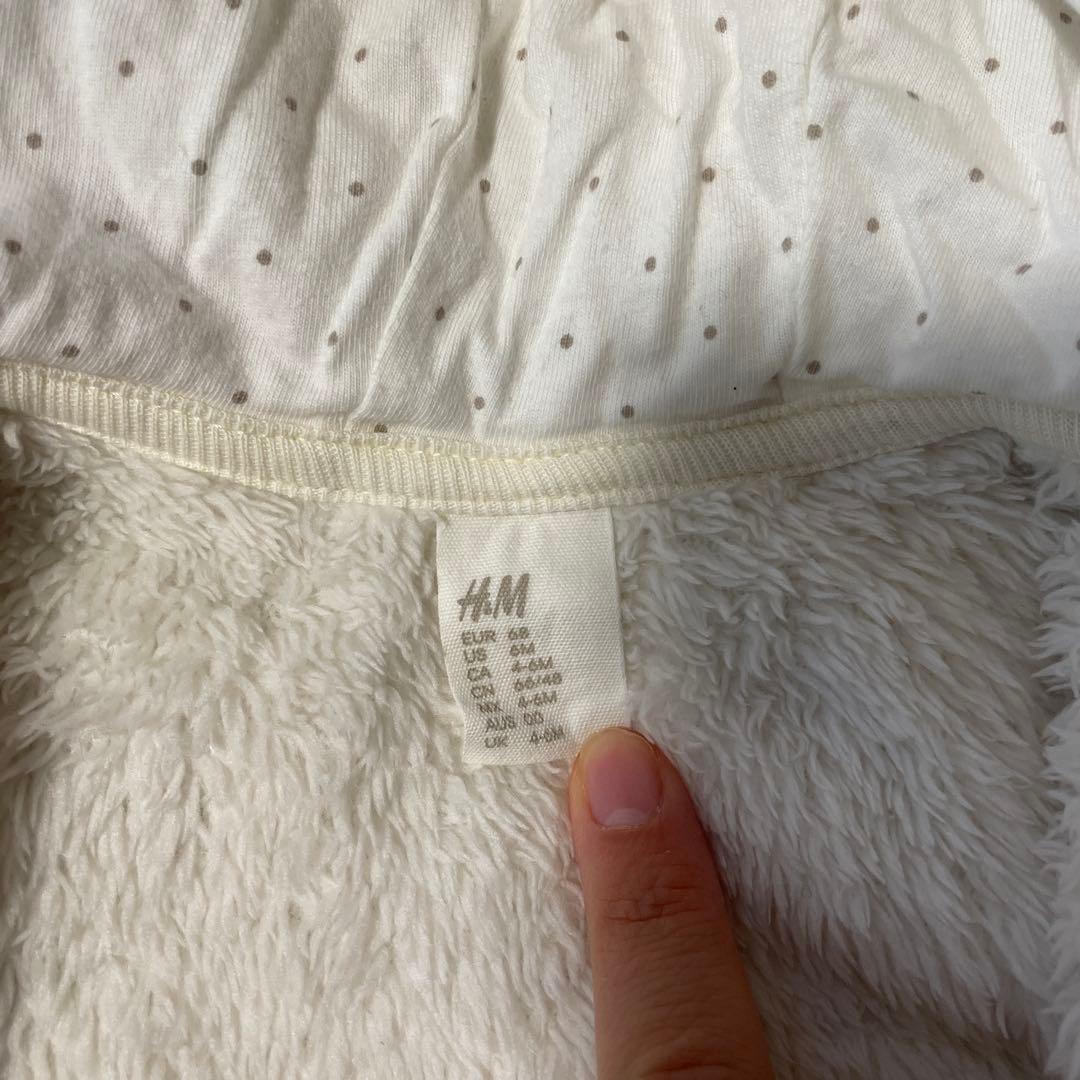 H&M
EUR 68
US 6M
CA 4-6M
CN 66/48
MX 4-6M
AUS 00
UK 4-6M